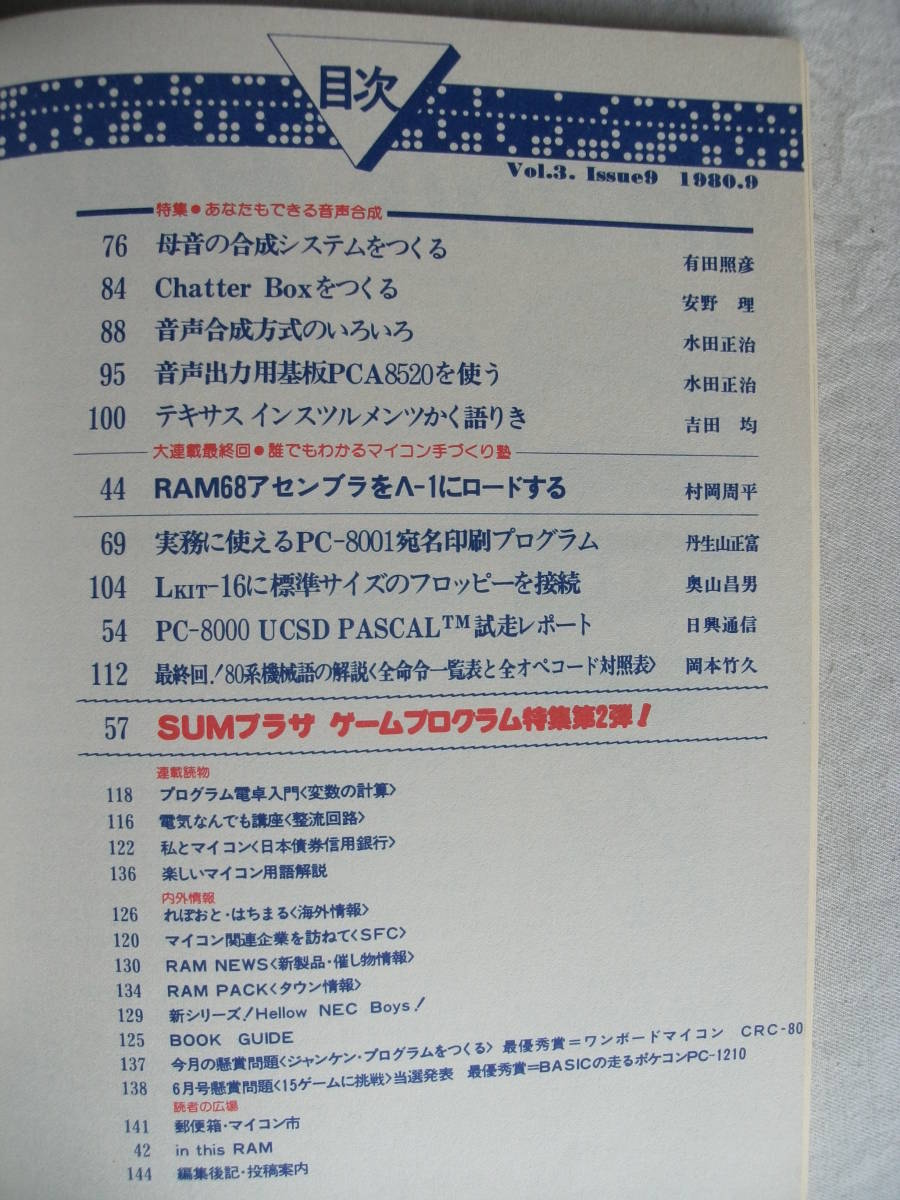 目次
Vol.3. Issue9 1980.9
特集●あなたもできる音声合成
76 母音の合成システムをつくる 有田照彦
84 Chatter Boxをつくる 安野 理
88 音声合成方式のいろいろ 水田正治
95 音声出力用基板PCA8520を使う 水田正治
100 テキサス インスツルメンツかく語りき 吉田 均
大連載最終回●誰でもわかるマイコン手づくり塾
44 RAM68アセンブラをΛ-1にロードする 村岡周平
69 実務に使えるPC-8001宛名印刷プログラム 丹生山正富
104 LKIT-16に標準サイズのフロッピーを接続 奥山昌男
54 PC-8000 UCSD PASCAL™試走レポート 日興通信
112 最終回!80系機械語の解説〈全命令一覧表と全オペコード対照表〉 岡本竹久
57 SUMプラザ ゲームプログラム特集第2弾!
連載読物
118 プログラム電卓入門〈変数の計算〉
116 電気なんでも講座〈整流回路〉
122 私とマイコン〈日本債券信用銀行〉
136 楽しいマイコン用語解説
内外情報
126 れぽおと・はちまる〈海外情報〉
120 マイコン関連企業を訪ねて〈SFC〉
130 RAM NEWS〈新製品・催し物情報〉
134 RAM PACK〈タウン情報〉
129 新シリーズ!Hellow NEC Boys!
125 BOOK GUIDE
137 今月の懸賞問題〈ジャンケン・プログラムをつくる〉 最優秀賞=ワンボードマイコン CRC-80
138 6月号懸賞問題〈15ゲームに挑戦〉当選発表 最優秀賞=BASICの走るポケコンPC-1210
読者の広場
141 郵便箱・マイコン市
42 in this RAM
144 編集後記・投稿案内